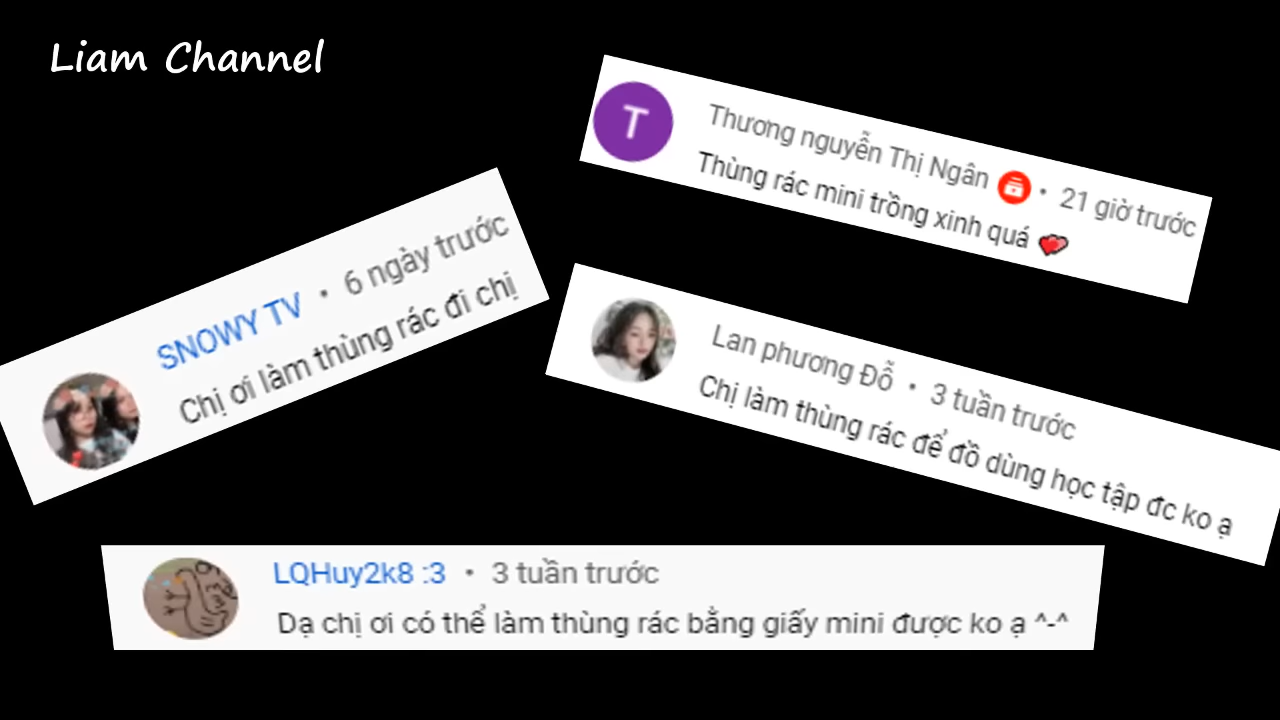 Liam Channel
T
Thương nguyễn Thị Ngân • 21 giờ trước
Thùng rác mini trồng xinh quá 💕
SNOWY TV • 6 ngày trước
Chị ơi làm thùng rác đi chị
Lan phương Đỗ • 3 tuần trước
Chị làm thùng rác để đồ dùng học tập đc ko ạ
LQHuy2k8 :3 • 3 tuần trước
Dạ chị ơi có thể làm thùng rác bằng giấy mini được ko ạ ^-^